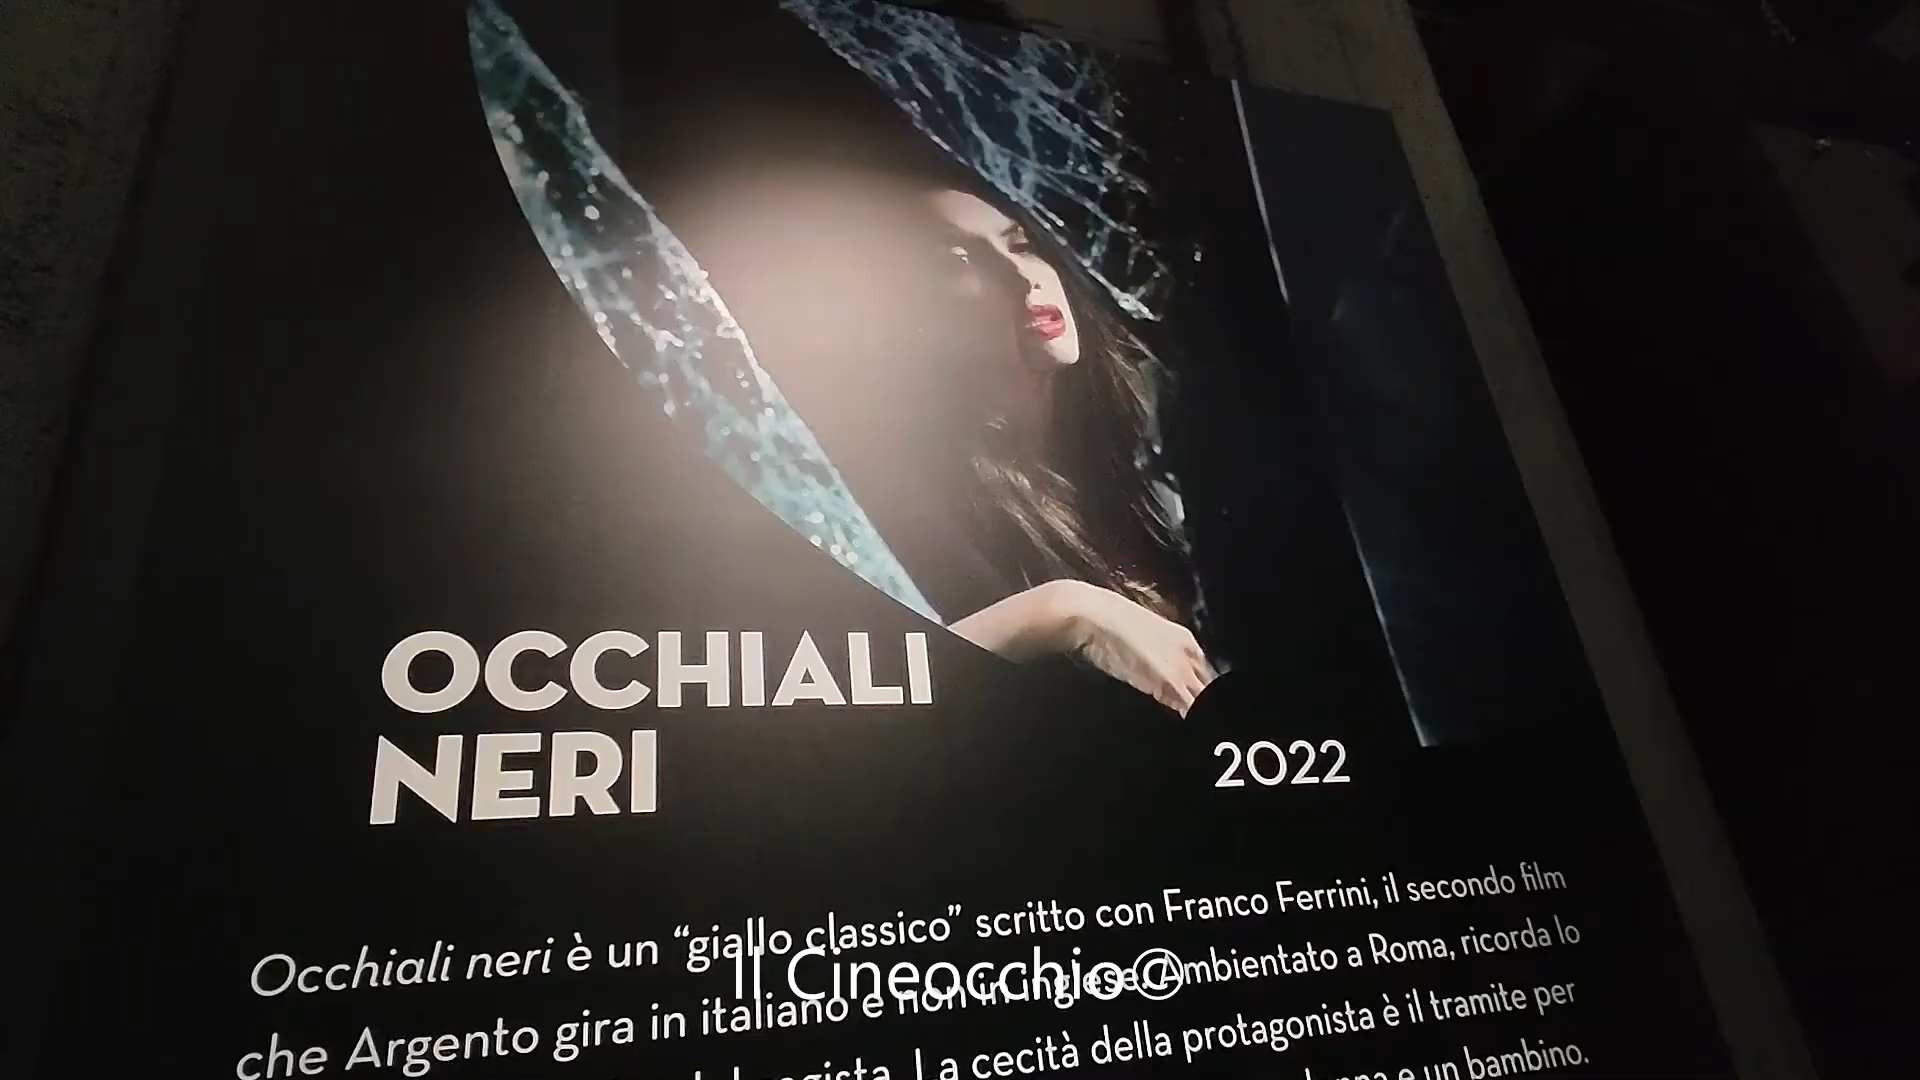 OCCHIALI
NERI
2022
Occhiali neri è un “giallo classico” scritto con Franco Ferrini, il secondo film
che Argento gira in italiano e non in inglese. Ambientato a Roma, ricorda lo
La cecità della protagonista è il tramite per
e un bambino.
Il Cineocchio@